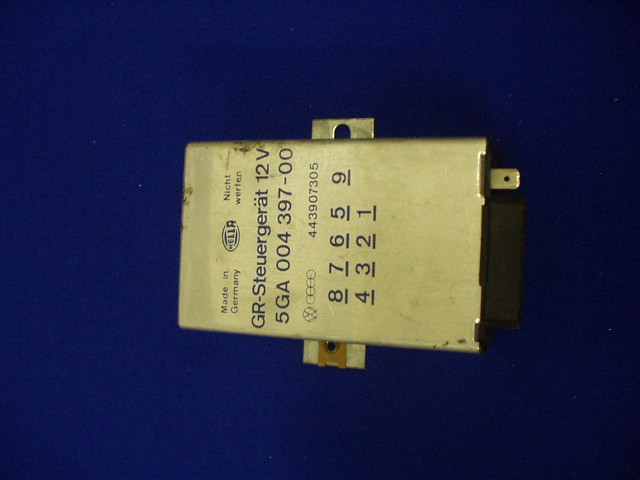 Made in
Germany
HELLA
Nicht
werfen
GR-Steuergerät 12V
5GA 004 397-00
443907305
8 7 6 5 9
4 3 2 1